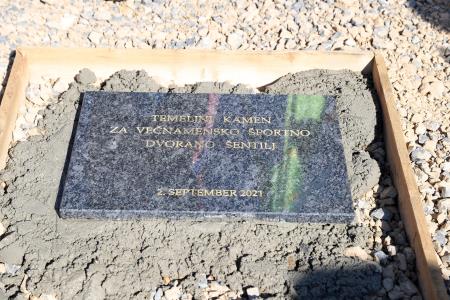 TEMELJNI KAMEN
ZA VEČNAMENSKO ŠPORTNO
DVORANO ŠENTILJ
2. SEPTEMBER 2021